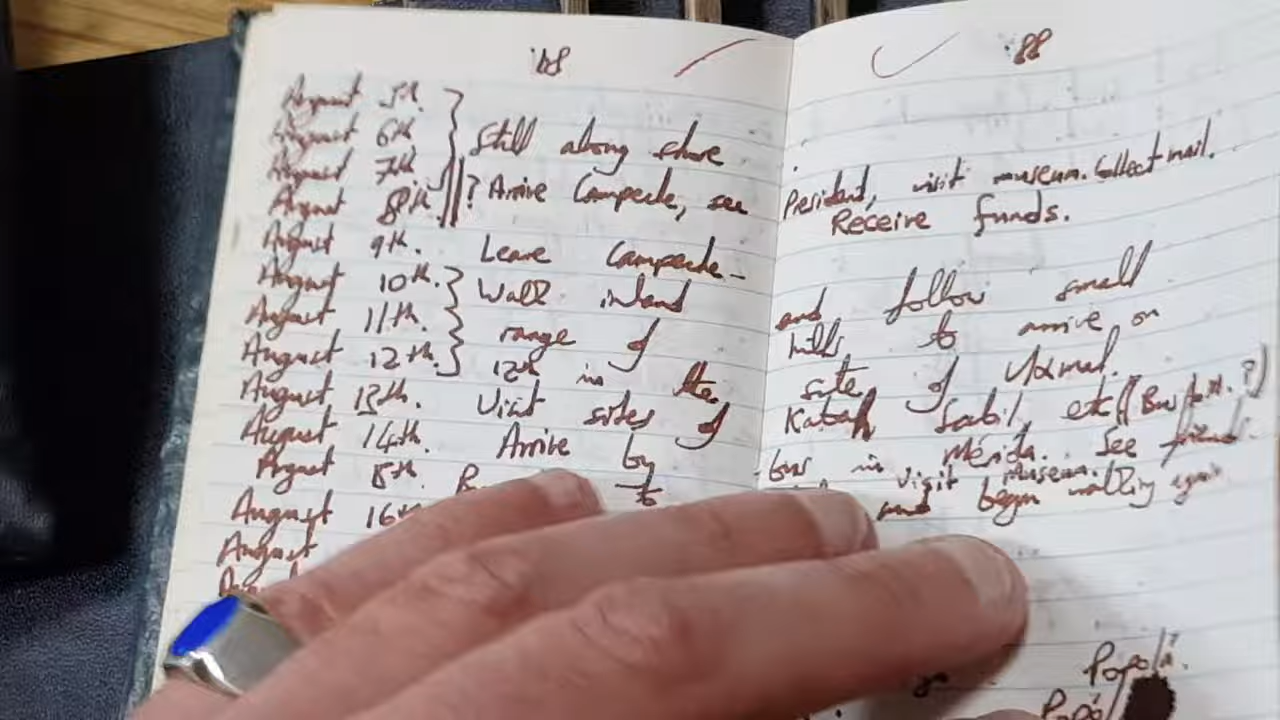 '58
'58
August 5th.
August 6th. Still along shore
August 7th.
August 8th. ? Arrive Campeche, see President, visit museum. Collect mail.
Receive funds.
August 9th. Leave Campeche -
August 10th. Walk inland and follow small
August 11th. range of hills to arrive on
August 12th. 12th in the site of Uxmal.
August 13th. Visit sites of Kabah, Sabil, etc (
August 14th. Arrive by bus in Mérida. See friends.
August 15th. visit museum.
August 16th to and begin walking again
August
Popolá.
Popó